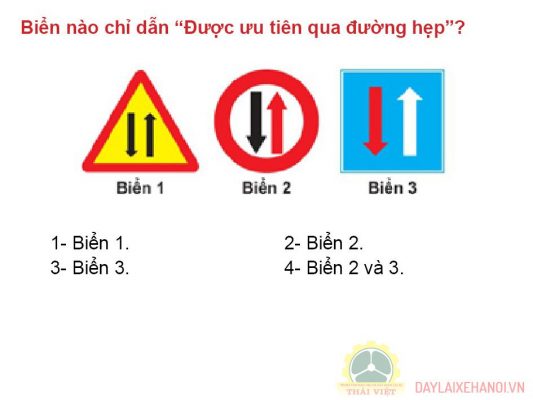 Biển nào chỉ dẫn “Được ưu tiên qua đường hẹp”?
Biển 1 Biển 2 Biển 3
1- Biển 1. 2- Biển 2.
3- Biển 3. 4- Biển 2 và 3.
THÁI VIỆT
DAYLAIXEHANOI.VN